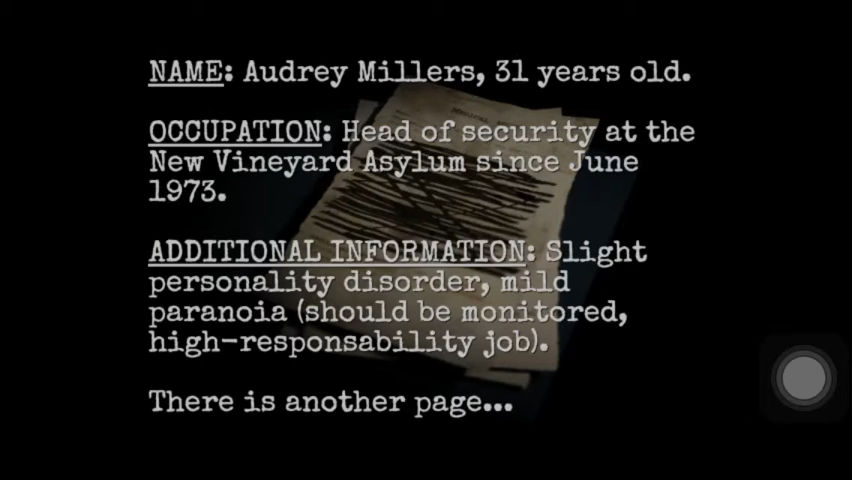 NAME: Audrey Millers, 31 years old.
OCCUPATION: Head of security at the
New Vineyard Asylum since June
1973.
ADDITIONAL INFORMATION: Slight
personality disorder, mild
paranoia (should be monitored,
high-responsability job).
There is another page...